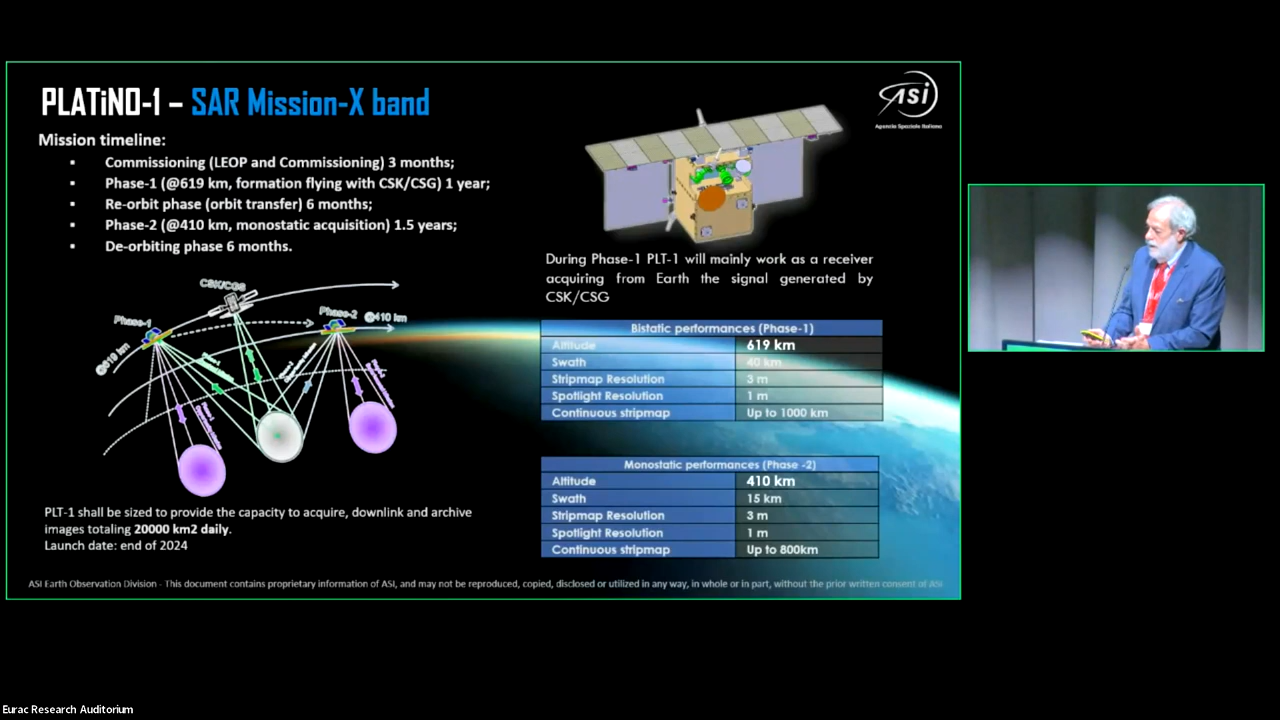 PLATiNO-1 – SAR Mission-X band
asi
Agenzia Spaziale Italiana
Mission timeline:
▪ Commissioning (LEOP and Commissioning) 3 months;
▪ Phase-1 (@619 km, formation flying with CSK/CSG) 1 year;
▪ Re-orbit phase (orbit transfer) 6 months;
▪ Phase-2 (@410 km, monostatic acquisition) 1.5 years;
▪ De-orbiting phase 6 months.
During Phase-1 PLT-1 will mainly work as a receiver
acquiring from Earth the signal generated by
CSK/CSG
CSK/CGS
Phase-1
Phase-2
@410 km
@619 km
Bistatic performances (Phase-1)
Altitude 619 km
Swath 40 km
Stripmap Resolution 3 m
Spotlight Resolution 1 m
Continuous stripmap Up to 1000 km
Monostatic performances (Phase -2)
Altitude 410 km
Swath 15 km
Stripmap Resolution 3 m
Spotlight Resolution 1 m
Continuous stripmap Up to 800km
PLT-1 shall be sized to provide the capacity to acquire, downlink and archive
images totaling 20000 km2 daily.
Launch date: end of 2024
ASI Earth Observation Division - This document contains proprietary information of ASI, and may not be reproduced, copied, disclosed or utilized in any way, in whole or in part, without the prior written consent of ASI
Eurac Research Auditorium